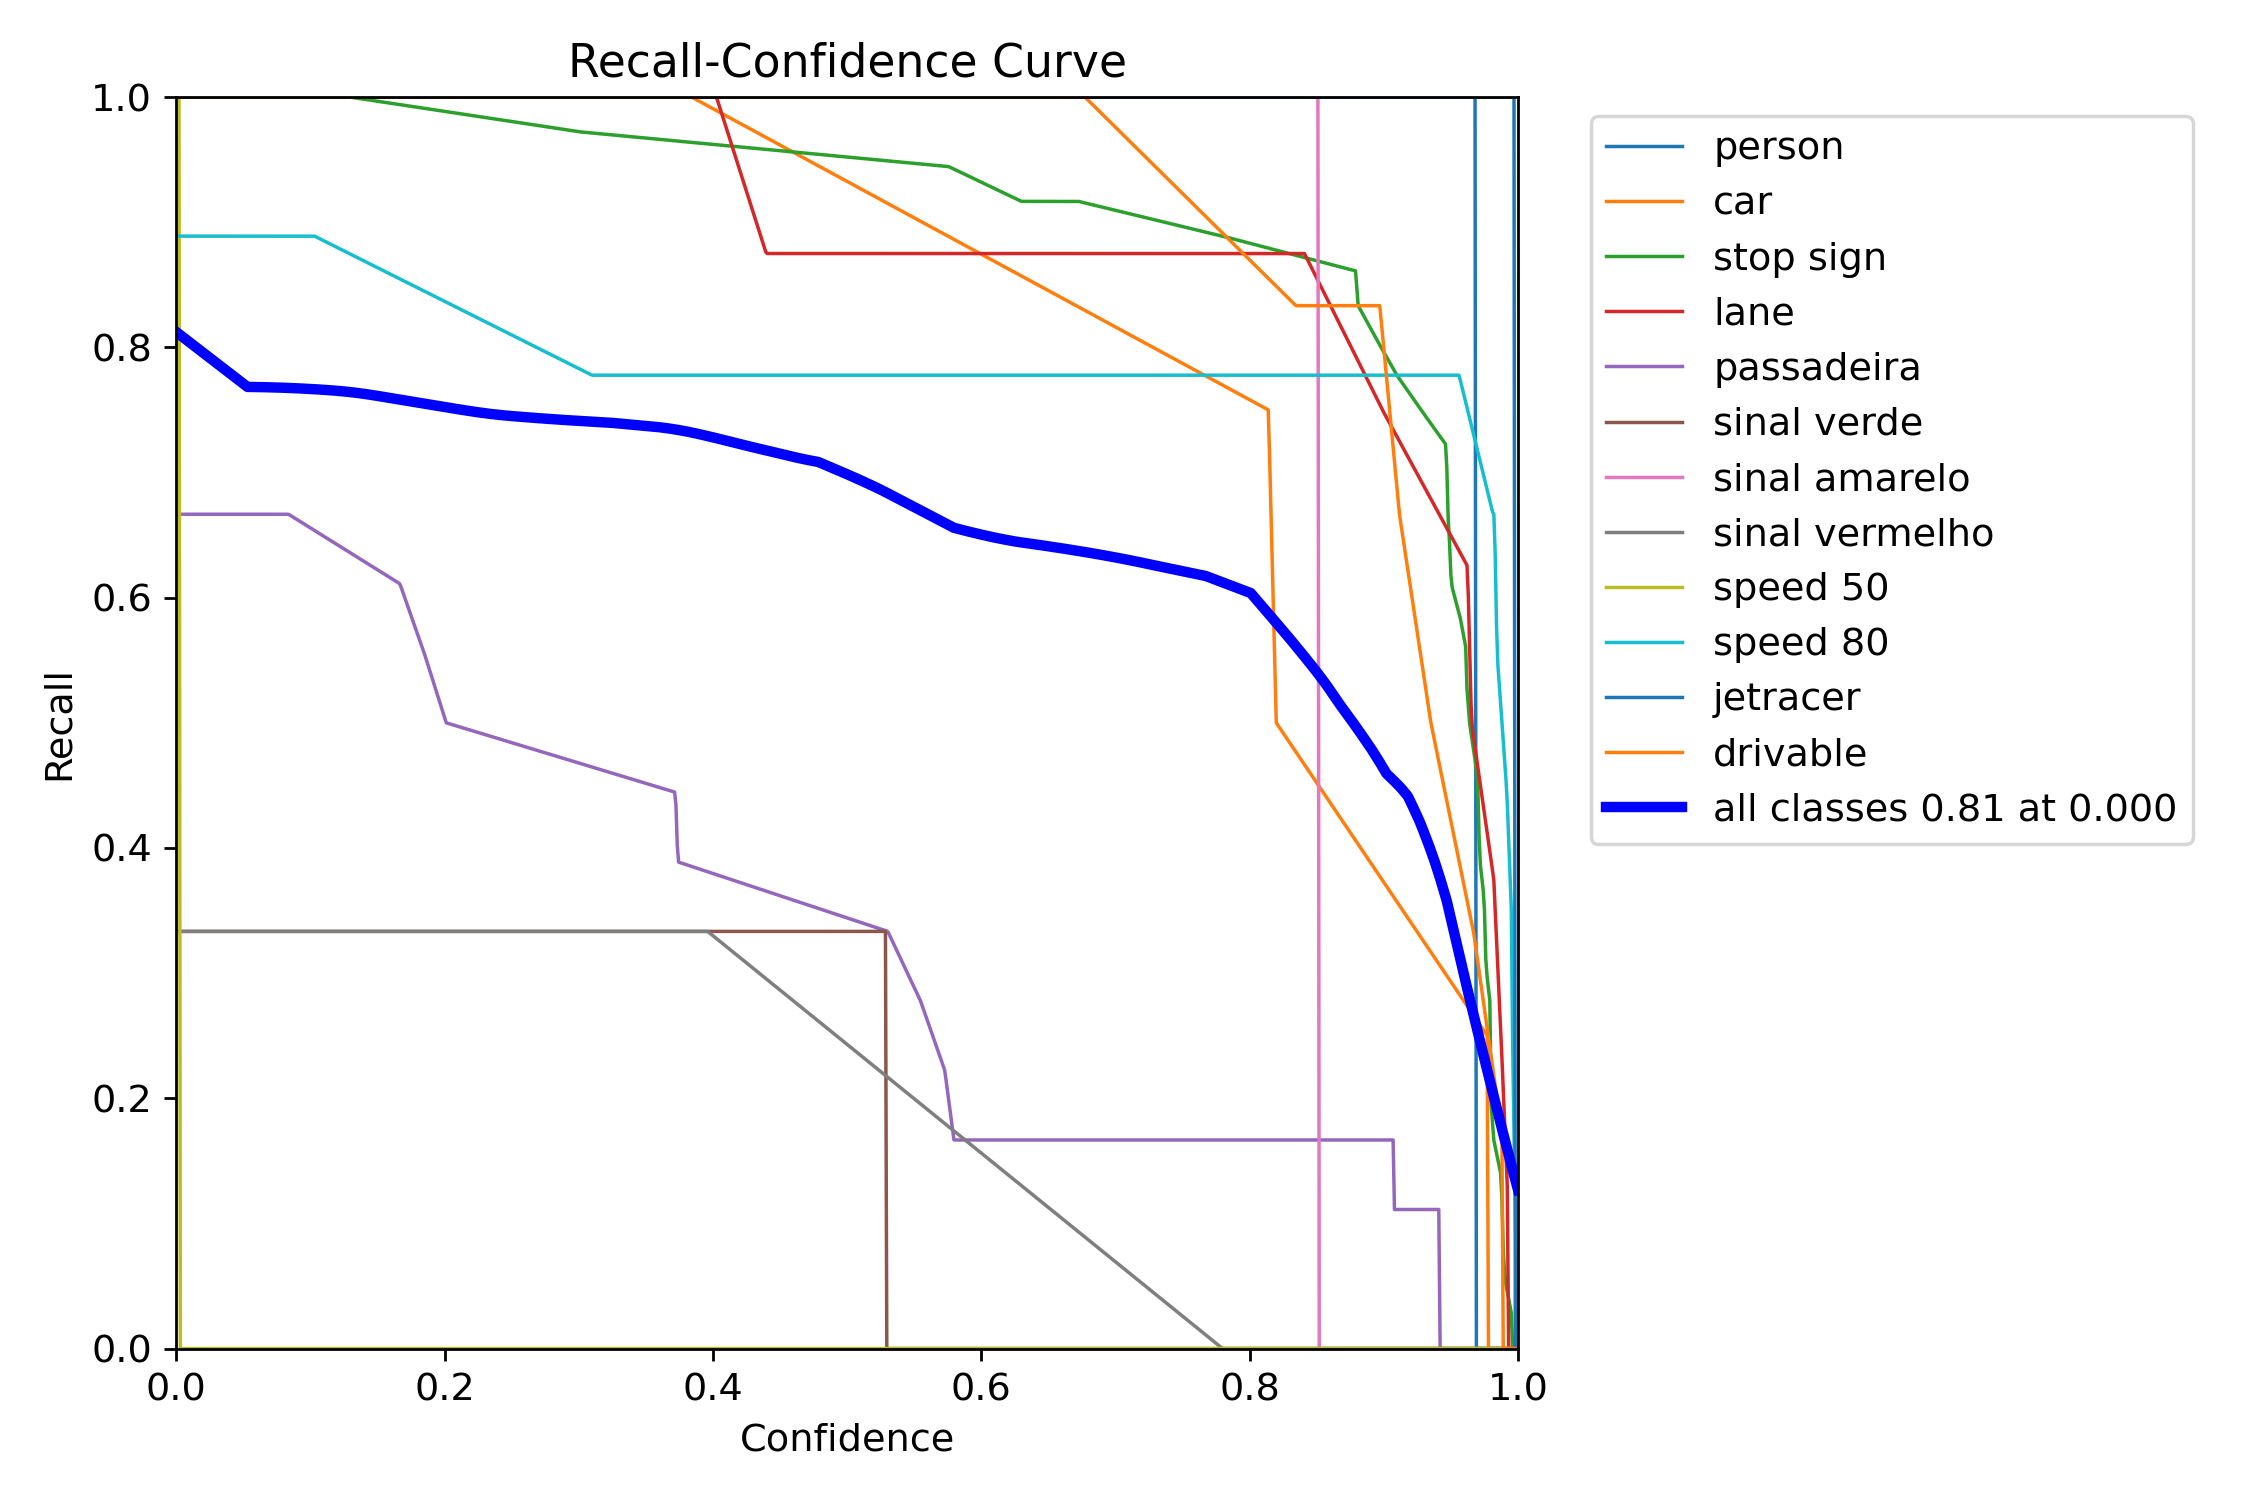 Recall-Confidence Curve
1.0
0.8
0.6
0.4
0.2
0.0
Recall
0.0 0.2 0.4 0.6 0.8 1.0
Confidence
person
car
stop sign
lane
passadeira
sinal verde
sinal amarelo
sinal vermelho
speed 50
speed 80
jetracer
drivable
all classes 0.81 at 0.000